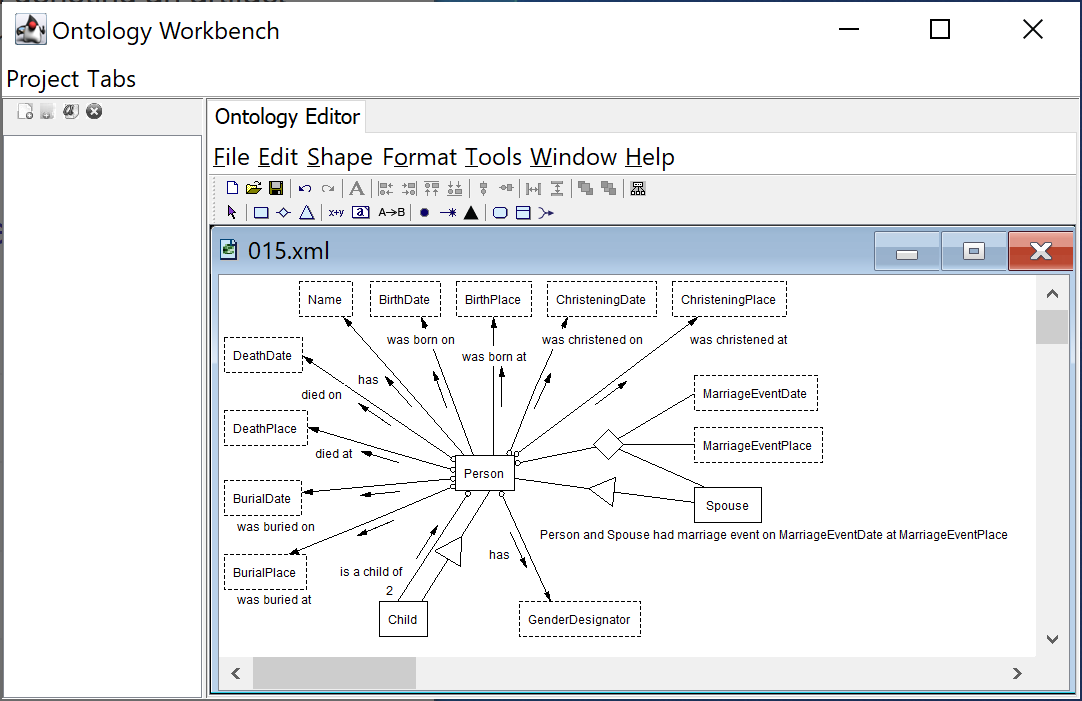 Ontology Workbench
Project Tabs
Ontology Editor
File Edit Shape Format Tools Window Help
A
x+y a A→B
015.xml
Name BirthDate BirthPlace ChristeningDate ChristeningPlace
was born on was christened on was christened at
was born at
DeathDate
has
died on
MarriageEventDate
DeathPlace
MarriageEventPlace
died at
Person
BurialDate
Spouse
was buried on
Person and Spouse had marriage event on MarriageEventDate at MarriageEventPlace
has
BurialPlace
is a child of
2
was buried at
Child
GenderDesignator